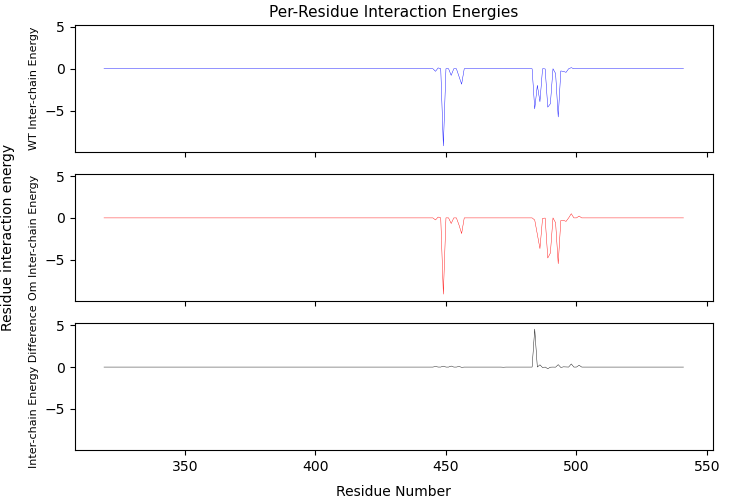 Per-Residue Interaction Energies
Residue interaction energy
WT Inter-chain Energy
5
0
−5
Om Inter-chain Energy
5
0
−5
Inter-chain Energy Difference
5
0
−5
350
400
450
500
550
Residue Number